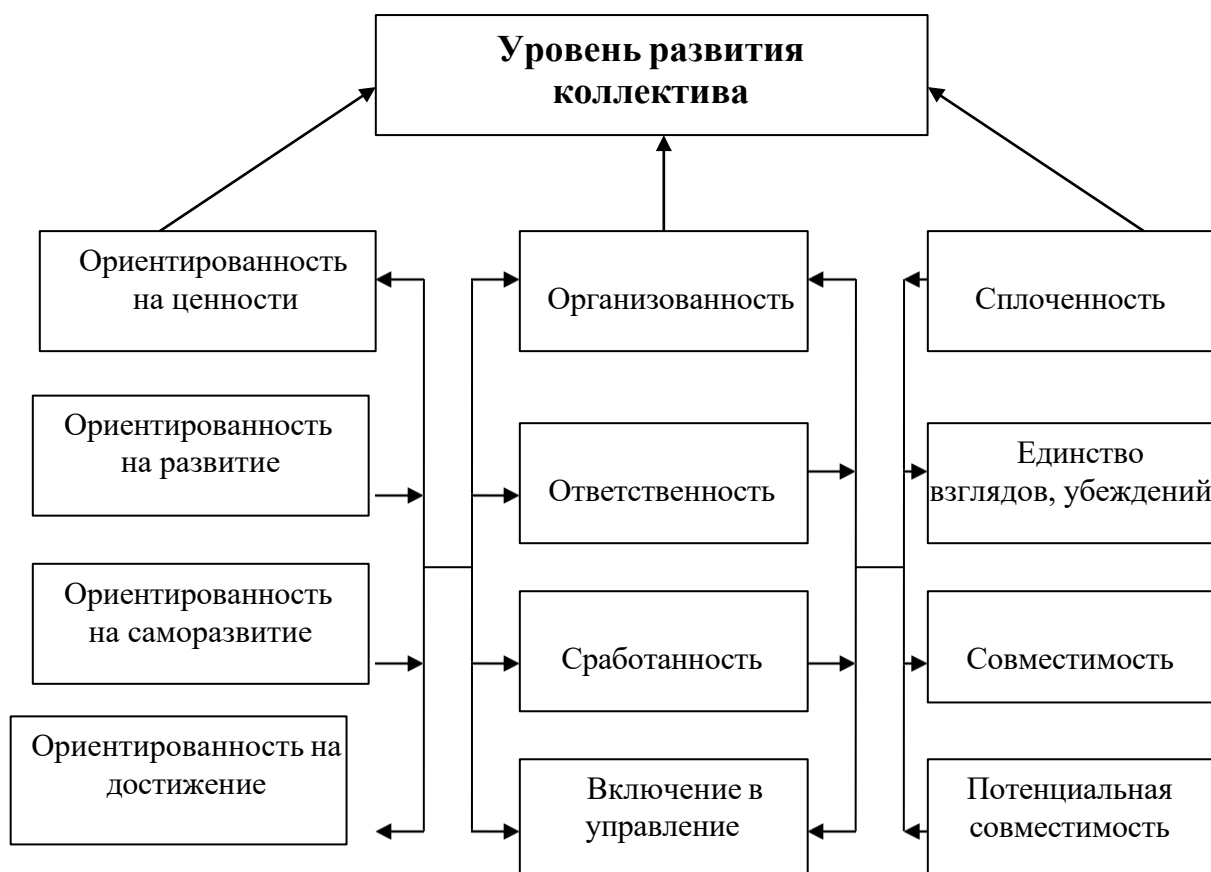 Уровень развития
коллектива
Ориентированность
на ценности
Организованность
Сплоченность
Ориентированность
на развитие
Ответственность
Единство
взглядов, убеждений
Ориентированность
на саморазвитие
Сработанность
Совместимость
Ориентированность на
достижение
Включение в
управление
Потенциальная
совместимость